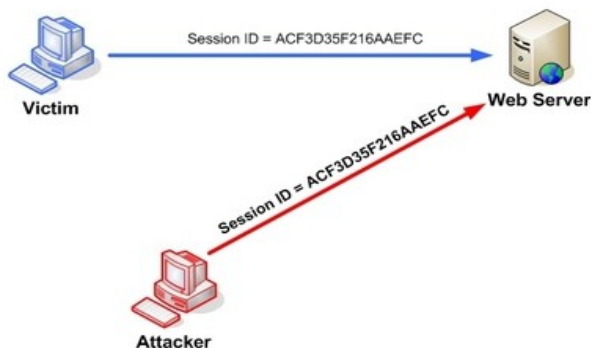 Session ID = ACF3D35F216AAEFC
Victim
Web Server
Session ID = ACF3D35F216AAEFC
Attacker